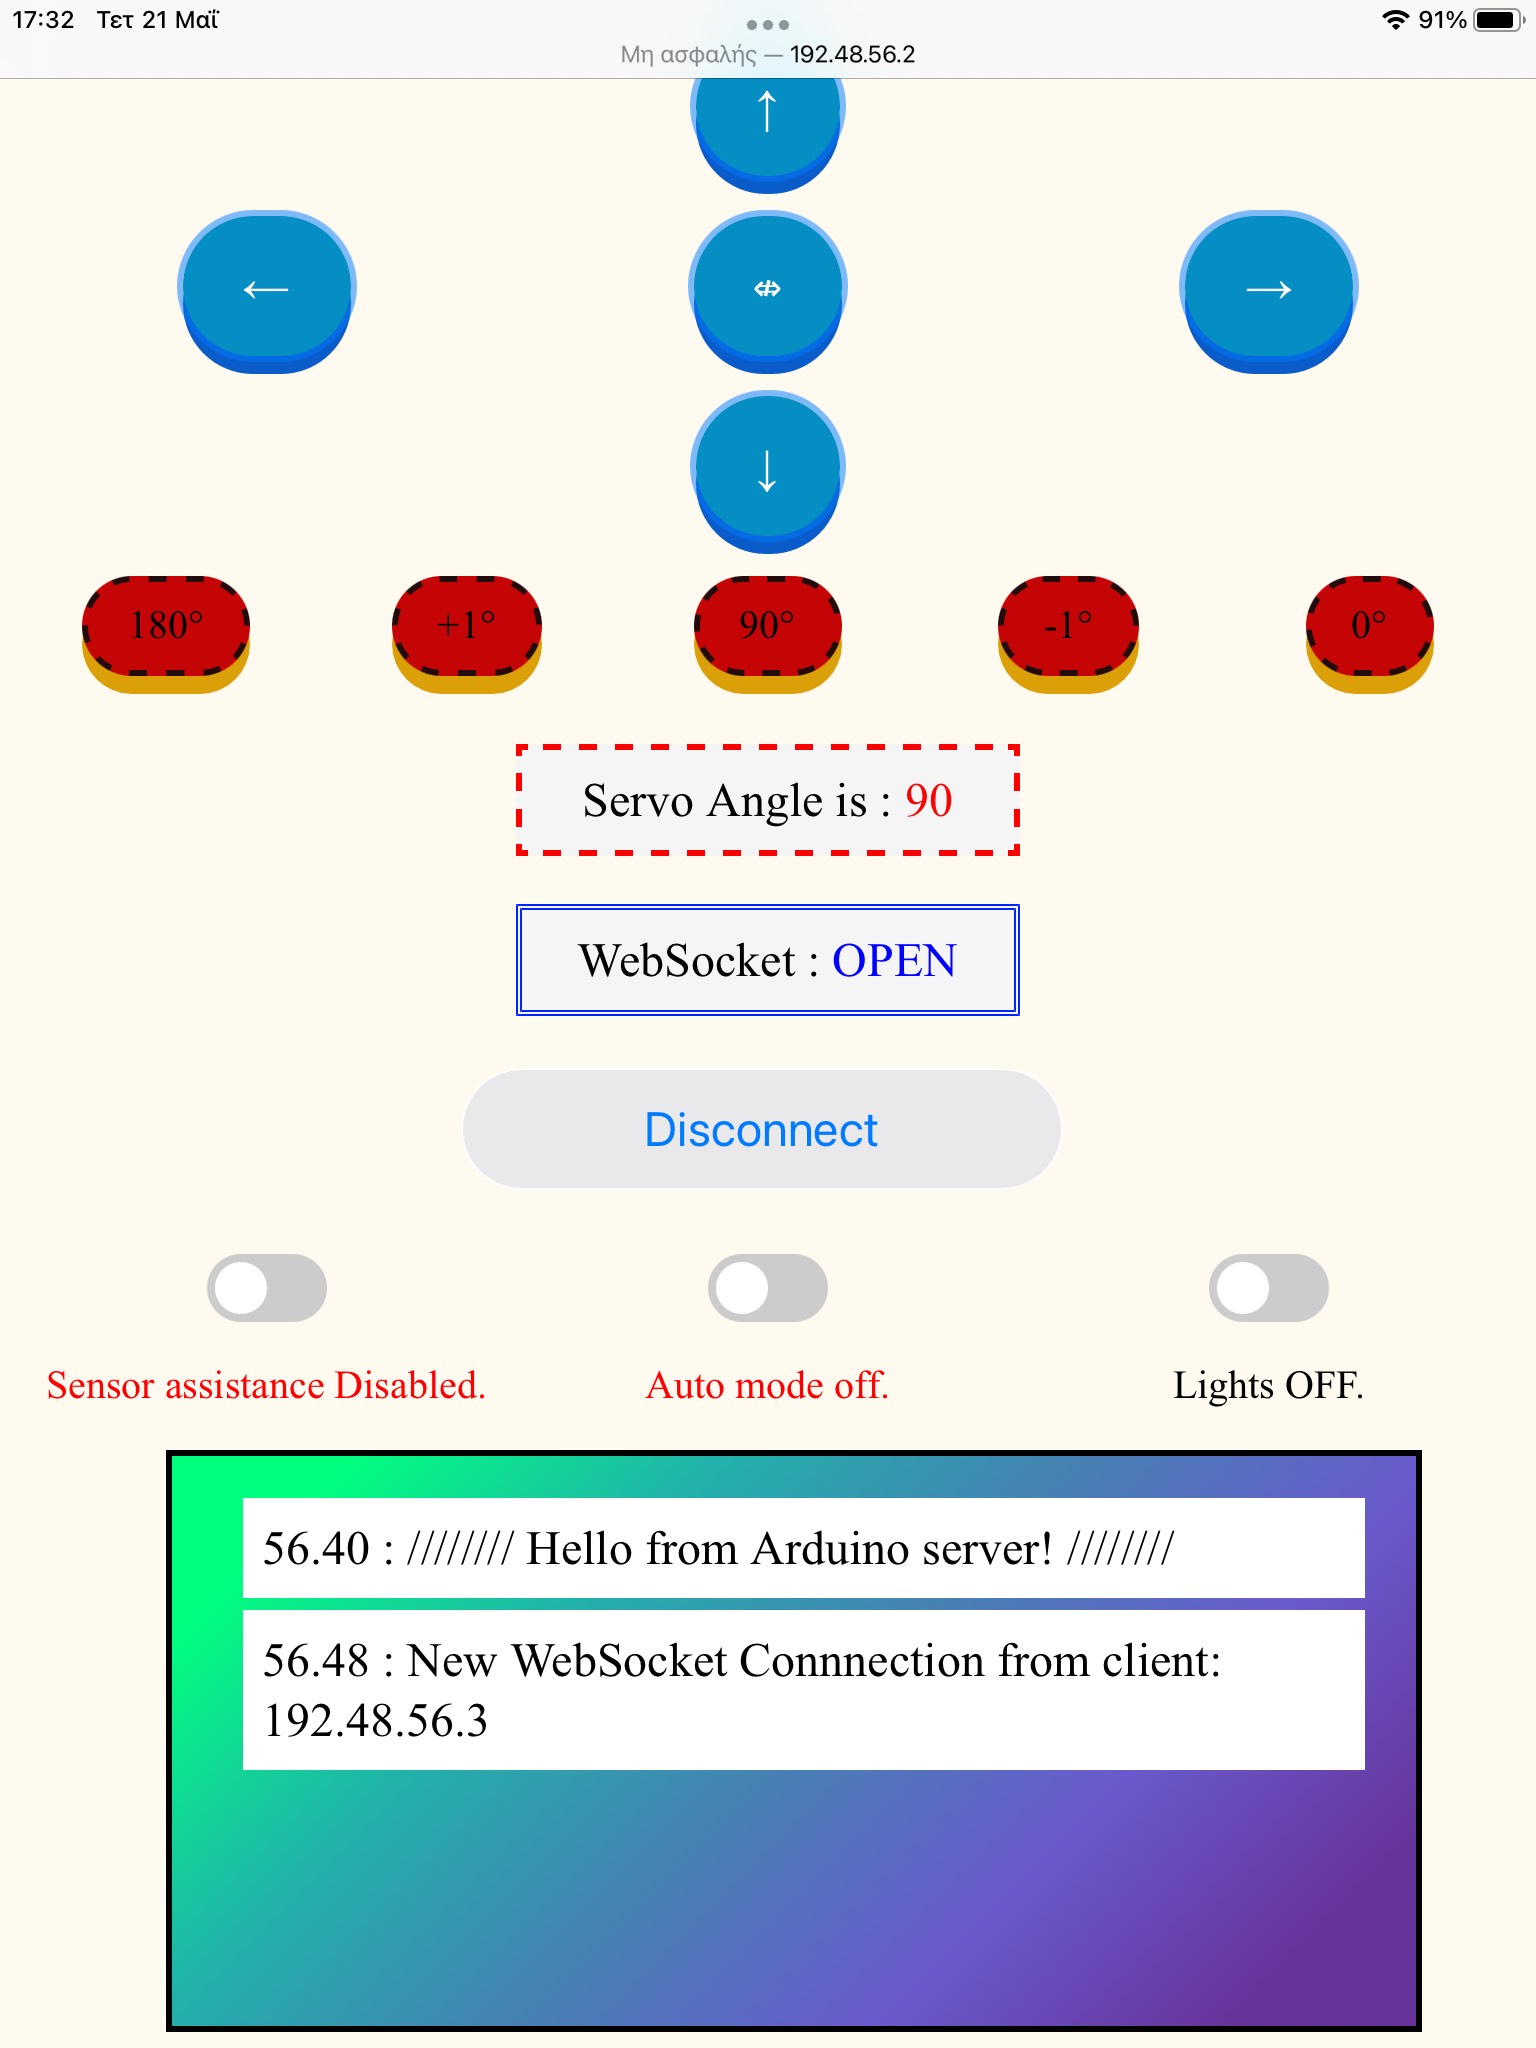 17:32 Τετ 21 Μαΐ 91%
Μη ασφαλής — 192.48.56.2
↑
← ⇎ →
↓
180° +1° 90° -1° 0°
Servo Angle is : 90
WebSocket : OPEN
Disconnect
Sensor assistance Disabled. Auto mode off. Lights OFF.
56.40 : //////// Hello from Arduino server! ////////
56.48 : New WebSocket Connnection from client:
192.48.56.3